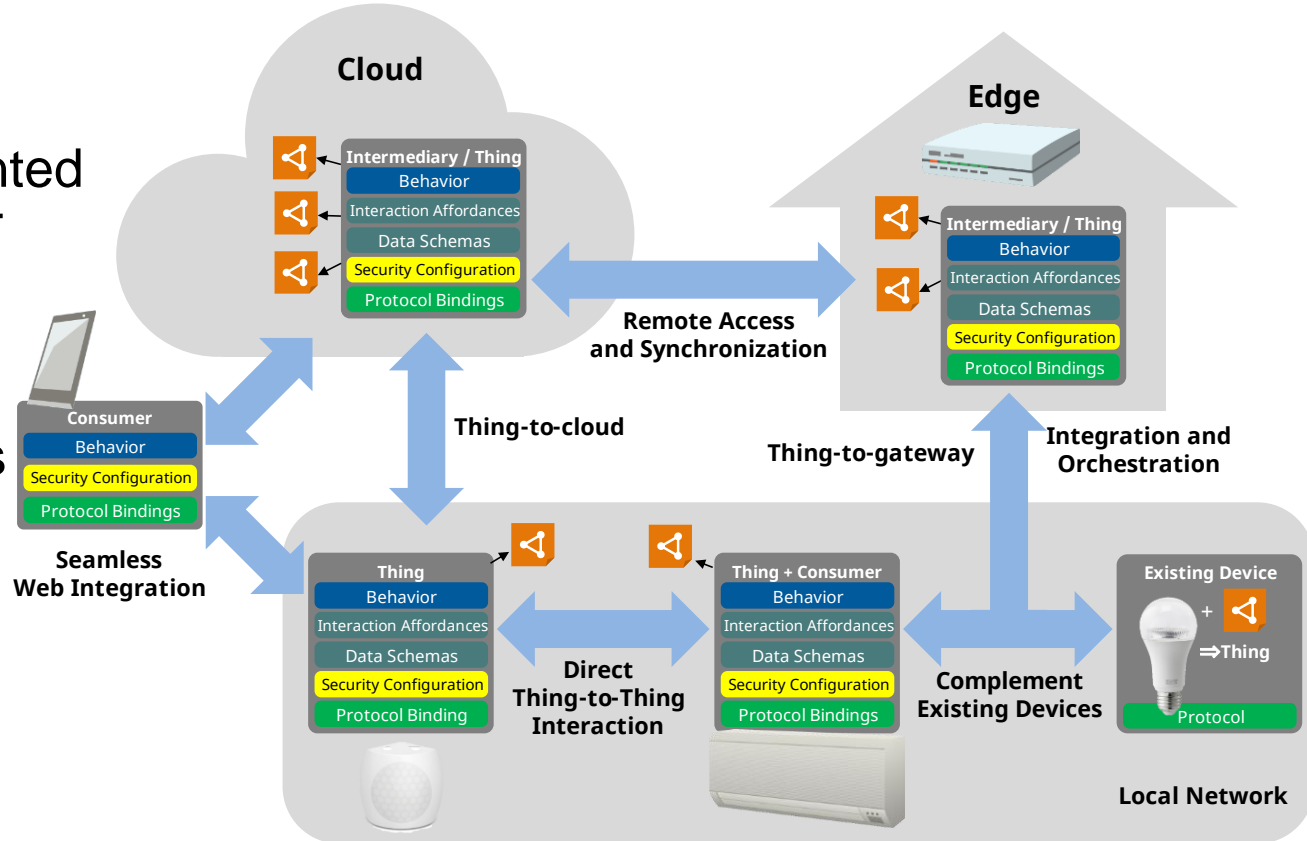 Cloud
Intermediary / Thing
Behavior
Interaction Affordances
Data Schemas
Security Configuration
Protocol Bindings
Edge
Intermediary / Thing
Behavior
Interaction Affordances
Data Schemas
Security Configuration
Protocol Bindings
Remote Access
and Synchronization
Consumer
Behavior
Security Configuration
Protocol Bindings
Seamless
Web Integration
Thing-to-cloud
Thing-to-gateway
Integration and
Orchestration
Thing
Behavior
Interaction Affordances
Data Schemas
Security Configuration
Protocol Binding
Direct
Thing-to-Thing
Interaction
Thing + Consumer
Behavior
Interaction Affordances
Data Schemas
Security Configuration
Protocol Bindings
Complement
Existing Devices
Existing Device
+
⇒Thing
Protocol
Local Network